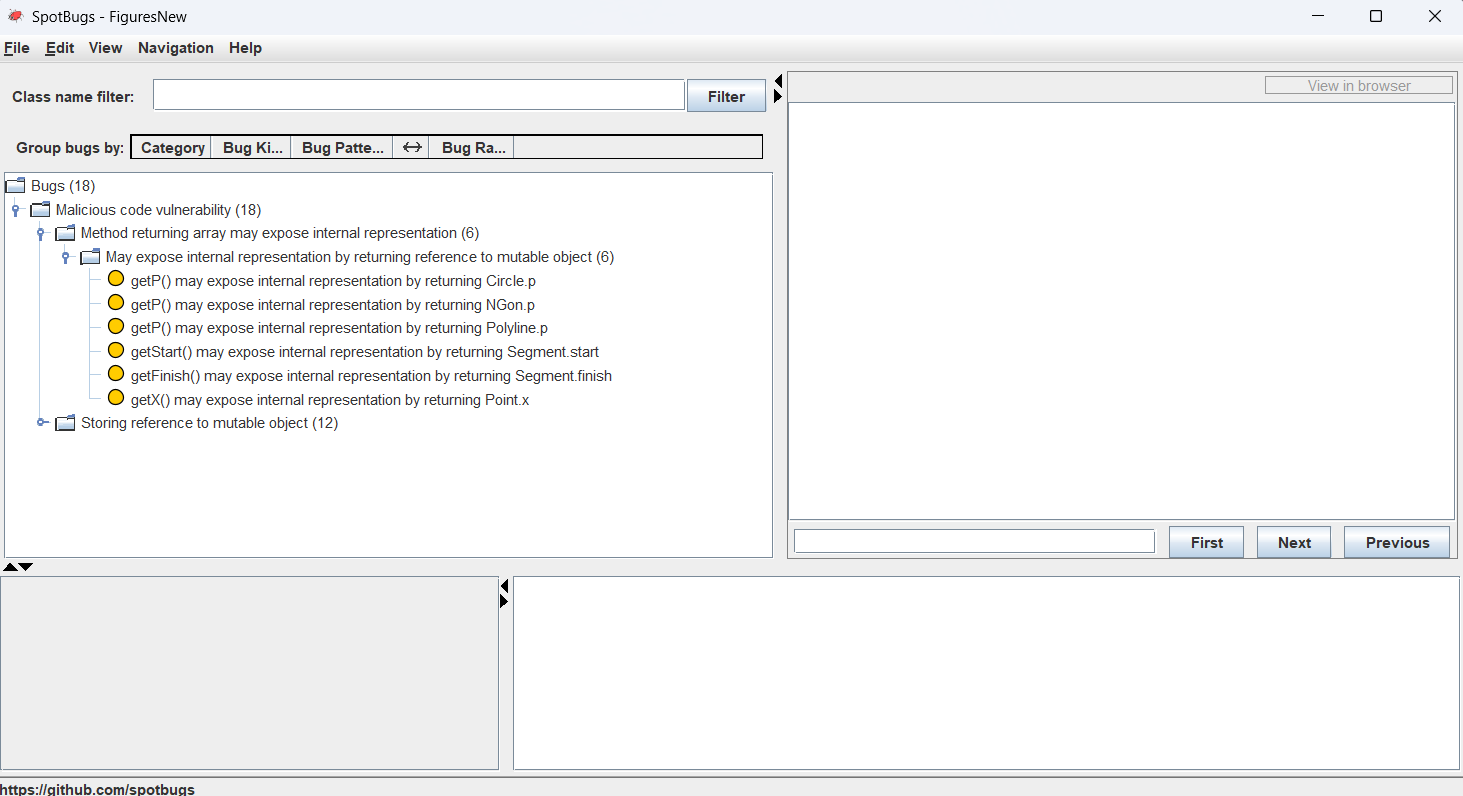 SpotBugs - FiguresNew
File Edit View Navigation Help
Class name filter: Filter
View in browser
Group bugs by: Category Bug Ki... Bug Patte... Bug Ra...
Bugs (18)
Malicious code vulnerability (18)
Method returning array may expose internal representation (6)
May expose internal representation by returning reference to mutable object (6)
getP() may expose internal representation by returning Circle.p
getP() may expose internal representation by returning NGon.p
getP() may expose internal representation by returning Polyline.p
getStart() may expose internal representation by returning Segment.start
getFinish() may expose internal representation by returning Segment.finish
getX() may expose internal representation by returning Point.x
Storing reference to mutable object (12)
First Next Previous
https://github.com/spotbugs